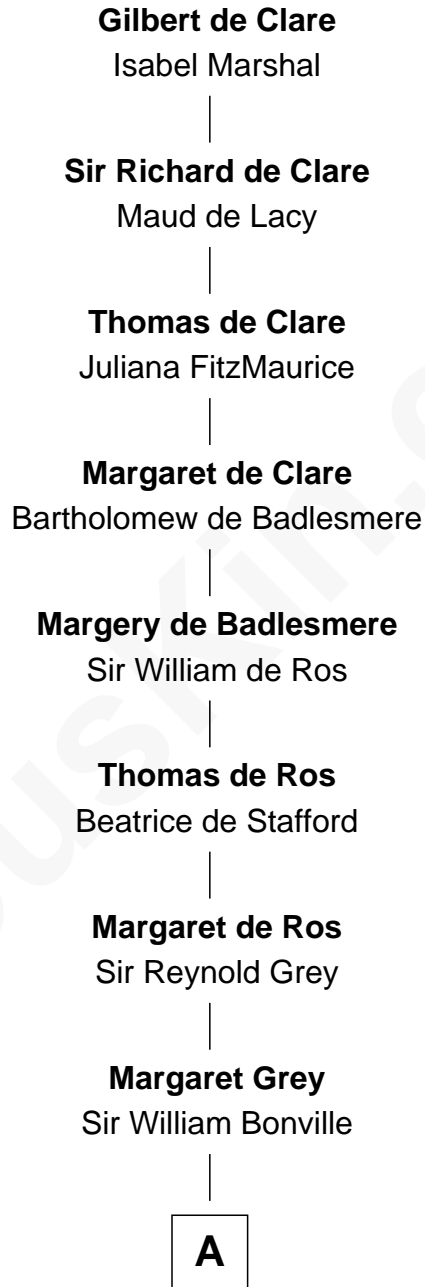 Gilbert de Clare
Isabel Marshal
Sir Richard de Clare
Maud de Lacy
Thomas de Clare
Juliana FitzMaurice
Margaret de Clare
Bartholomew de Badlesmere
Margery de Badlesmere
Sir William de Ros
Thomas de Ros
Beatrice de Stafford
Margaret de Ros
Sir Reynold Grey
Margaret Grey
Sir William Bonville
A